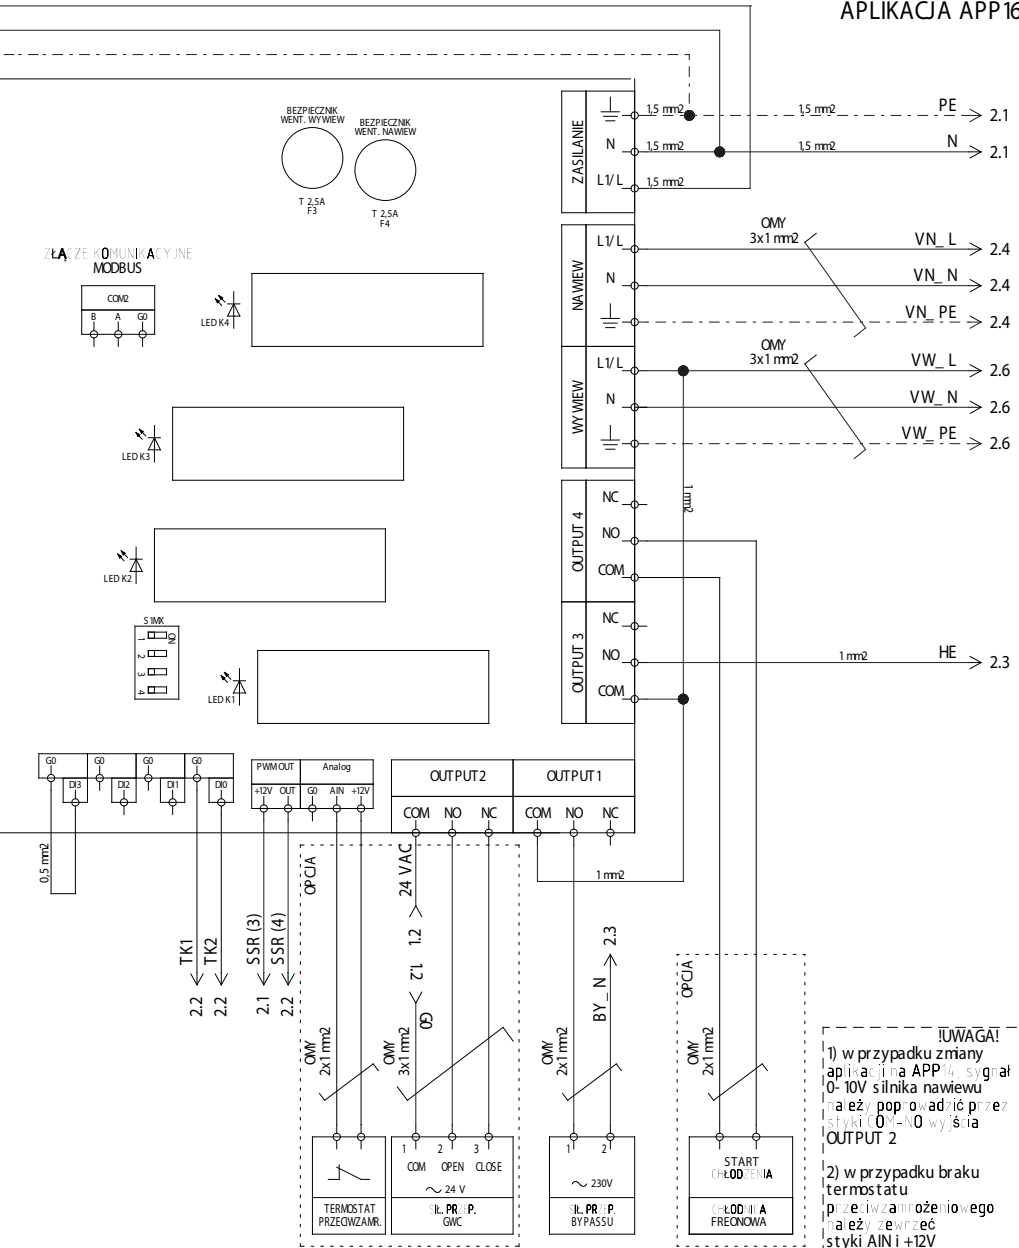 APLIKACJA APP16
BEZPIECZNIK
WENT. WYWIEW
T 2,5A
F3
BEZPIECZNIK
WENT. NAWIEW
T 2,5A
F4
ZŁĄCZE KOMUNIKACYJNE
MODBUS
COM2
B A G0
LED K4
LED K3
LED K2
LED K1
S1MX
ON
1
2
3
4
ZASILANIE
N
L1/L
1,5 mm2
1,5 mm2
PE
2.1
1,5 mm2
1,5 mm2
N
2.1
1,5 mm2
NAWIEW
L1/L
N
OMY
3x1 mm2
VN_L
2.4
VN_N
2.4
VN_PE
2.4
WYWIEW
L1/L
N
OMY
3x1 mm2
VW_L
2.6
VW_N
2.6
VW_PE
2.6
1 mm2
OUTPUT 4
NC
NO
COM
OUTPUT 3
NC
NO
COM
1 mm2
HE
2.3
G0 G0 G0 G0
DI3 DI2 DI1 DI0
PWM OUT
Analog
+12V OUT G0 AIN +12V
OUTPUT2
COM NO NC
OUTPUT1
COM NO NC
0,5 mm2
TK1
2.2
TK2
2.2
SSR (3)
2.1
SSR (4)
2.2
OPCJA
24 VAC
1.2
1.2
G0
OMY
2x1 mm2
OMY
3x1 mm2
1 mm2
OMY
2x1 mm2
BY_N
2.3
OPCJA
OMY
2x1 mm2
TERMOSTAT
PRZECIWZAMR.
1 2 3
COM OPEN CLOSE
24 V
SIŁ. PRZEP.
GWC
1 2
230V
SIŁ. PRZEP.
BYPASSU
START
CHŁODZENIA
CHŁODNICA
FREONOWA
!UWAGA!
1) w przypadku zmiany
aplikacji na APP14, sygnał
0-10V silnika nawiewu
należy poprowadzić przez
styki COM-NO wyjścia
OUTPUT 2
2) w przypadku braku
termostatu
przeciwzamrożeniowego
należy zewrzeć
styki AIN i +12V